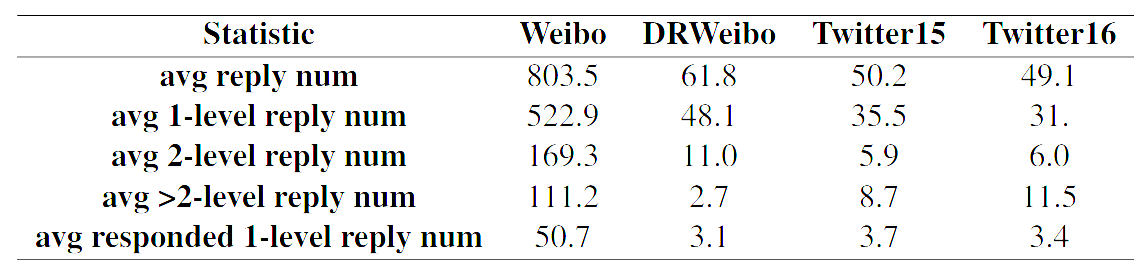 Statistic Weibo DRWeibo Twitter15 Twitter16
avg reply num 803.5 61.8 50.2 49.1
avg 1-level reply num 522.9 48.1 35.5 31.
avg 2-level reply num 169.3 11.0 5.9 6.0
avg >2-level reply num 111.2 2.7 8.7 11.5
avg responded 1-level reply num 50.7 3.1 3.7 3.4